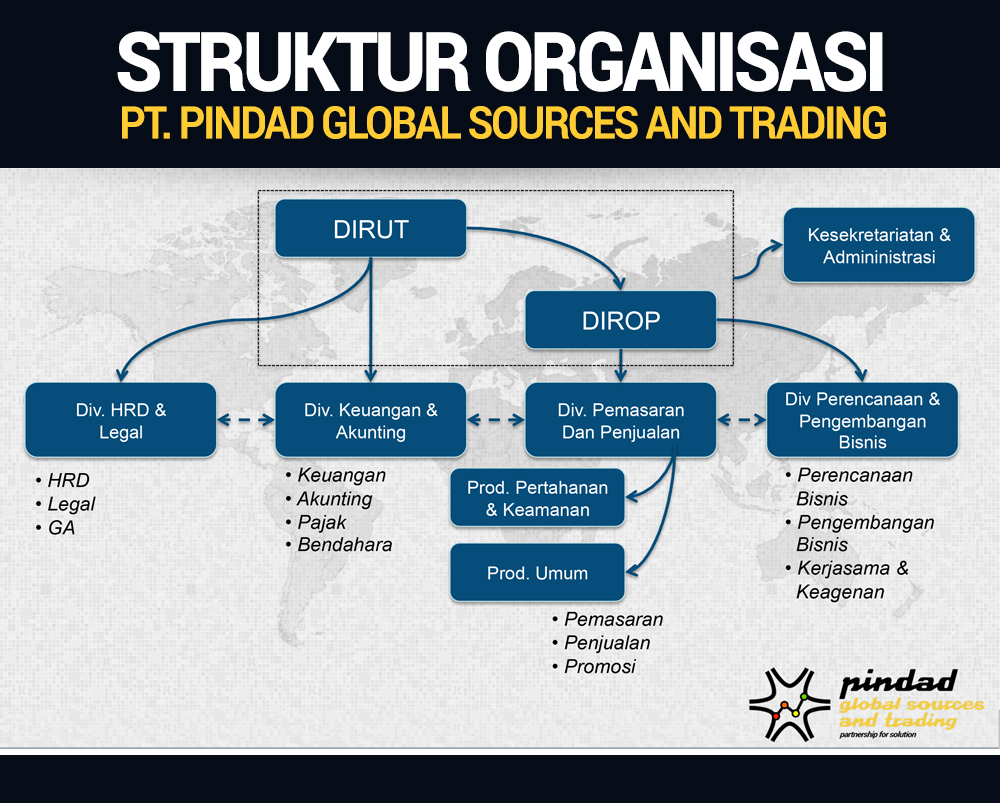 STRUKTUR ORGANISASI
PT. PINDAD GLOBAL SOURCES AND TRADING
DIRUT
Kesekretariatan &
Admininistrasi
DIROP
Div. HRD &
Legal
Div. Keuangan &
Akunting
Div. Pemasaran
Dan Penjualan
Div Perencanaan &
Pengembangan
Bisnis
• HRD
• Legal
• GA
• Keuangan
• Akunting
• Pajak
• Bendahara
Prod. Pertahanan
& Keamanan
Prod. Umum
• Pemasaran
• Penjualan
• Promosi
• Perencanaan
Bisnis
• Pengembangan
Bisnis
• Kerjasama &
Keagenan
pindad
global sources
and trading
partnership for solution